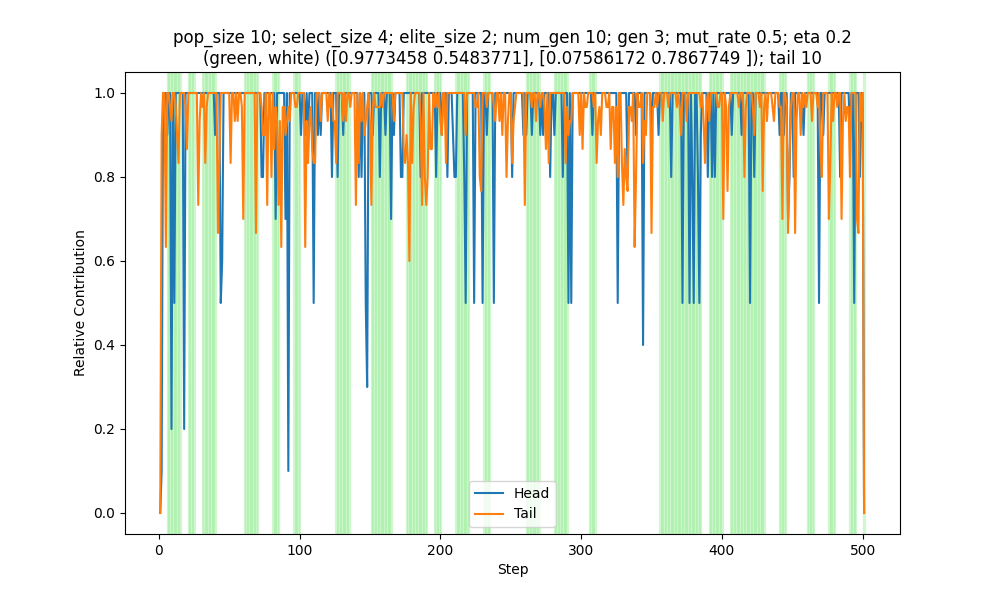 pop_size 10; select_size 4; elite_size 2; num_gen 10; gen 3; mut_rate 0.5; eta 0.2
(green, white) ([0.9773458 0.5483771], [0.07586172 0.7867749 ]); tail 10
1.0
0.8
0.6
0.4
0.2
0.0
Relative Contribution
Head
Tail
0
100
200
300
400
500
Step